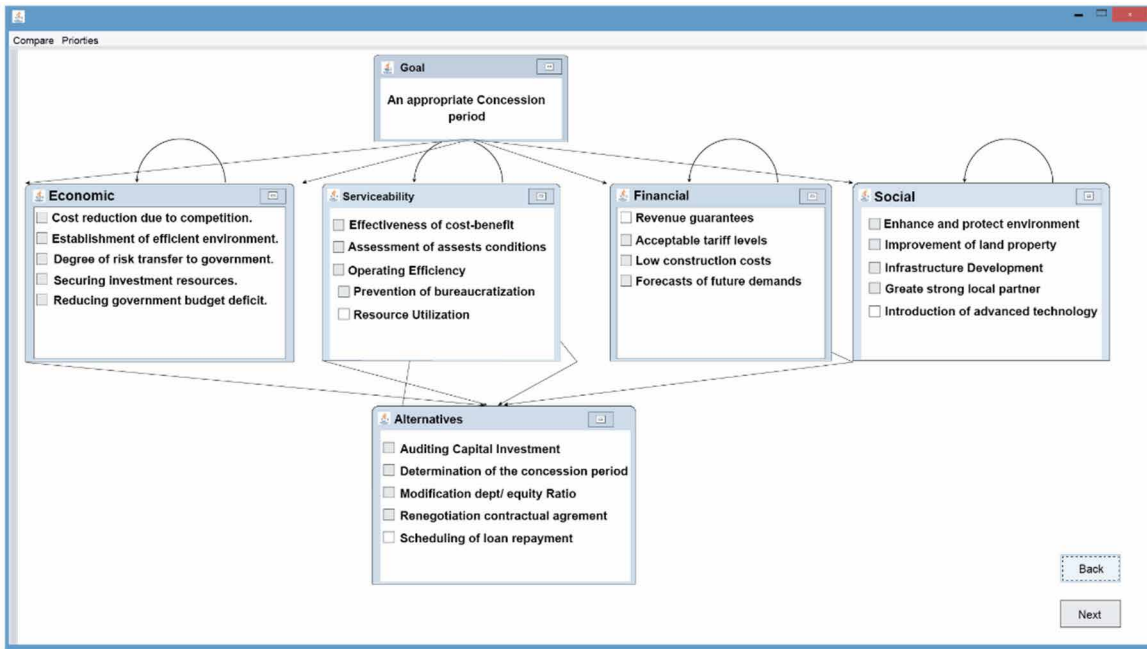 Compare Priorties
Goal
An appropriate Concession
period
Economic
Cost reduction due to competition.
Establishment of efficient environment.
Degree of risk transfer to government.
Securing investment resources.
Reducing government budget deficit.
Serviceability
Effectiveness of cost-benefit
Assessment of assests conditions
Operating Efficiency
Prevention of bureaucratization
Resource Utilization
Financial
Revenue guarantees
Acceptable tariff levels
Low construction costs
Forecasts of future demands
Social
Enhance and protect environment
Improvement of land property
Infrastructure Development
Greate strong local partner
Introduction of advanced technology
Alternatives
Auditing Capital Investment
Determination of the concession period
Modification dept/ equity Ratio
Renegotiation contractual agrement
Scheduling of loan repayment
Back
Next